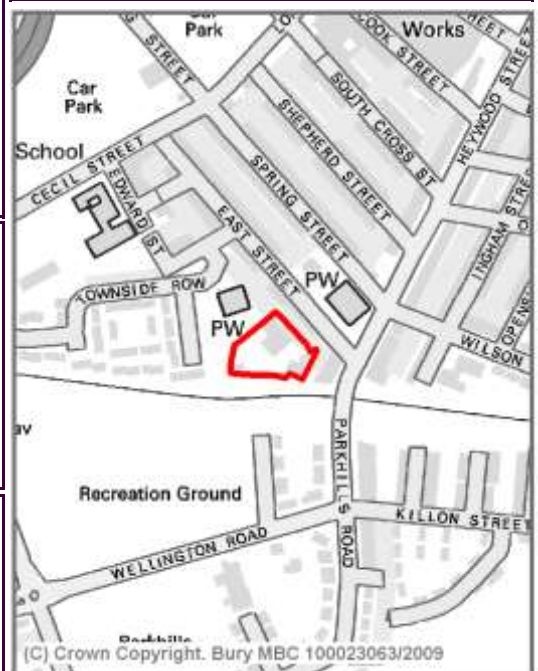 Car
Park
Works
COOK STREET
STREET
SOUTH CROSS ST
HEYWOOD STREET
Car
Park
SHEPHERD STREET
School
CECIL STREET
EDWARD ST
SPRING STREET
INGHAM
EAST STREET
TOWNSIDE ROW
PW
PW
WILSON
PARKHILLS ROAD
Recreation Ground
KILLON STREET
WELLINGTON ROAD
(C) Crown Copyright. Bury MBC 100023063/2009